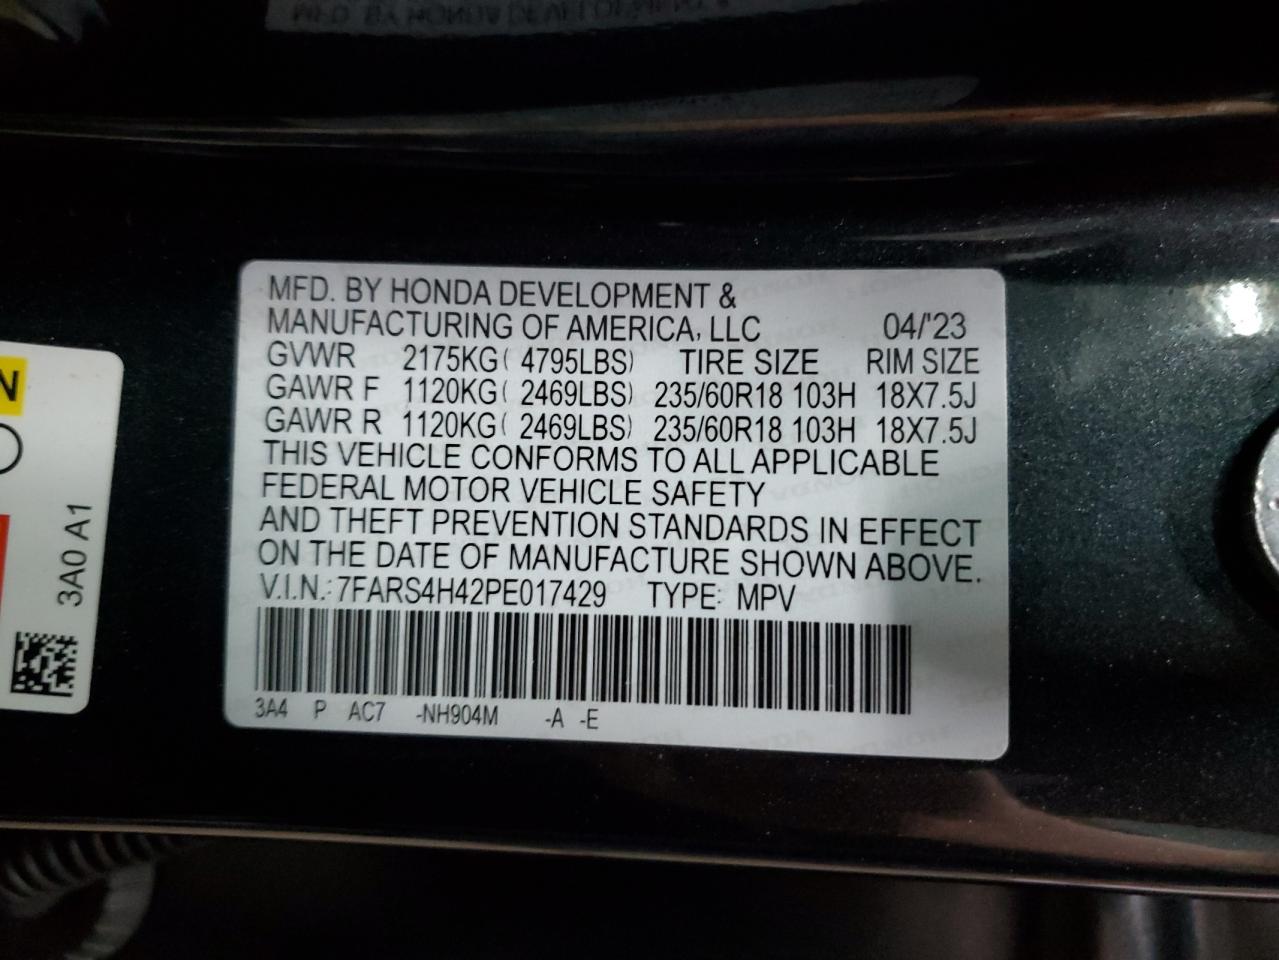 MFD. BY HONDA DEVELOPMENT &
MANUFACTURING OF AMERICA, LLC 04/'23
GVWR 2175KG( 4795LBS) TIRE SIZE RIM SIZE
GAWR F 1120KG( 2469LBS) 235/60R18 103H 18X7.5J
GAWR R 1120KG( 2469LBS) 235/60R18 103H 18X7.5J
THIS VEHICLE CONFORMS TO ALL APPLICABLE
FEDERAL MOTOR VEHICLE SAFETY
AND THEFT PREVENTION STANDARDS IN EFFECT
ON THE DATE OF MANUFACTURE SHOWN ABOVE.
V.I.N.: 7FARS4H42PE017429 TYPE: MPV
3A4 P AC7 -NH904M -A -E
N
3A0 A1